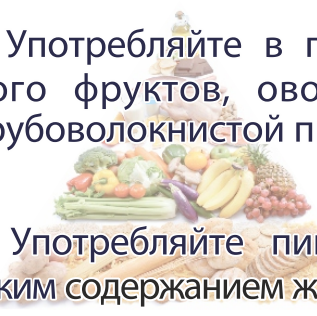 Употребляйте в п
ого фруктов, ово
рубоволокнистой п
Употребляйте пи
ким содержанием ж